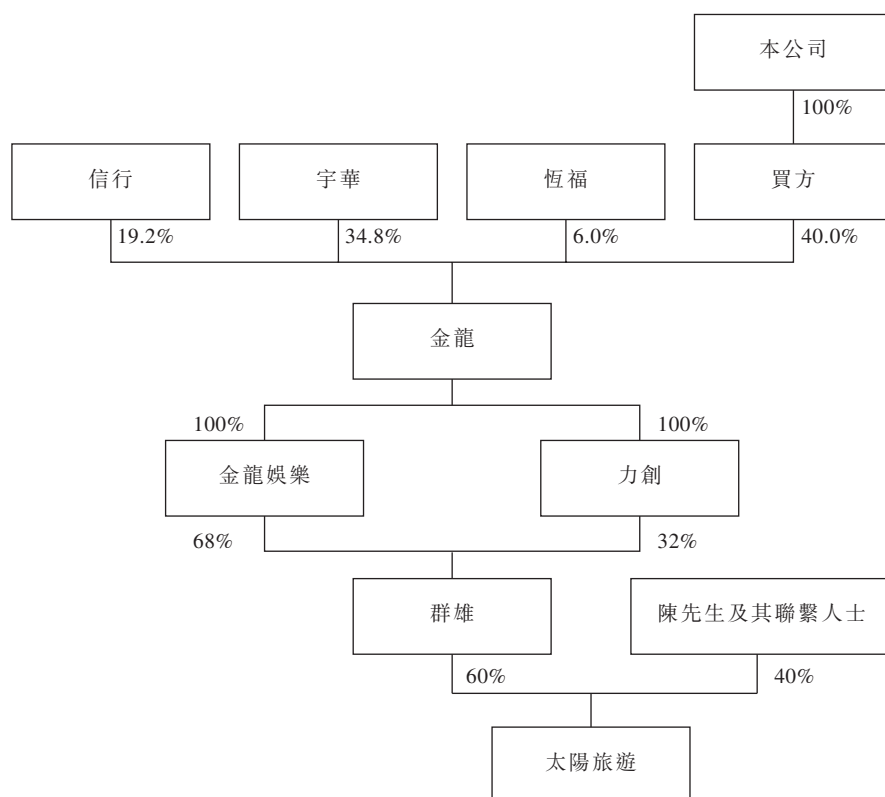 本公司
100%
信行
宇華
恆福
買方
19.2%
34.8%
6.0%
40.0%
金龍
100%
100%
金龍娛樂
力創
68%
32%
群雄
陳先生及其聯繫人士
60%
40%
太陽旅遊